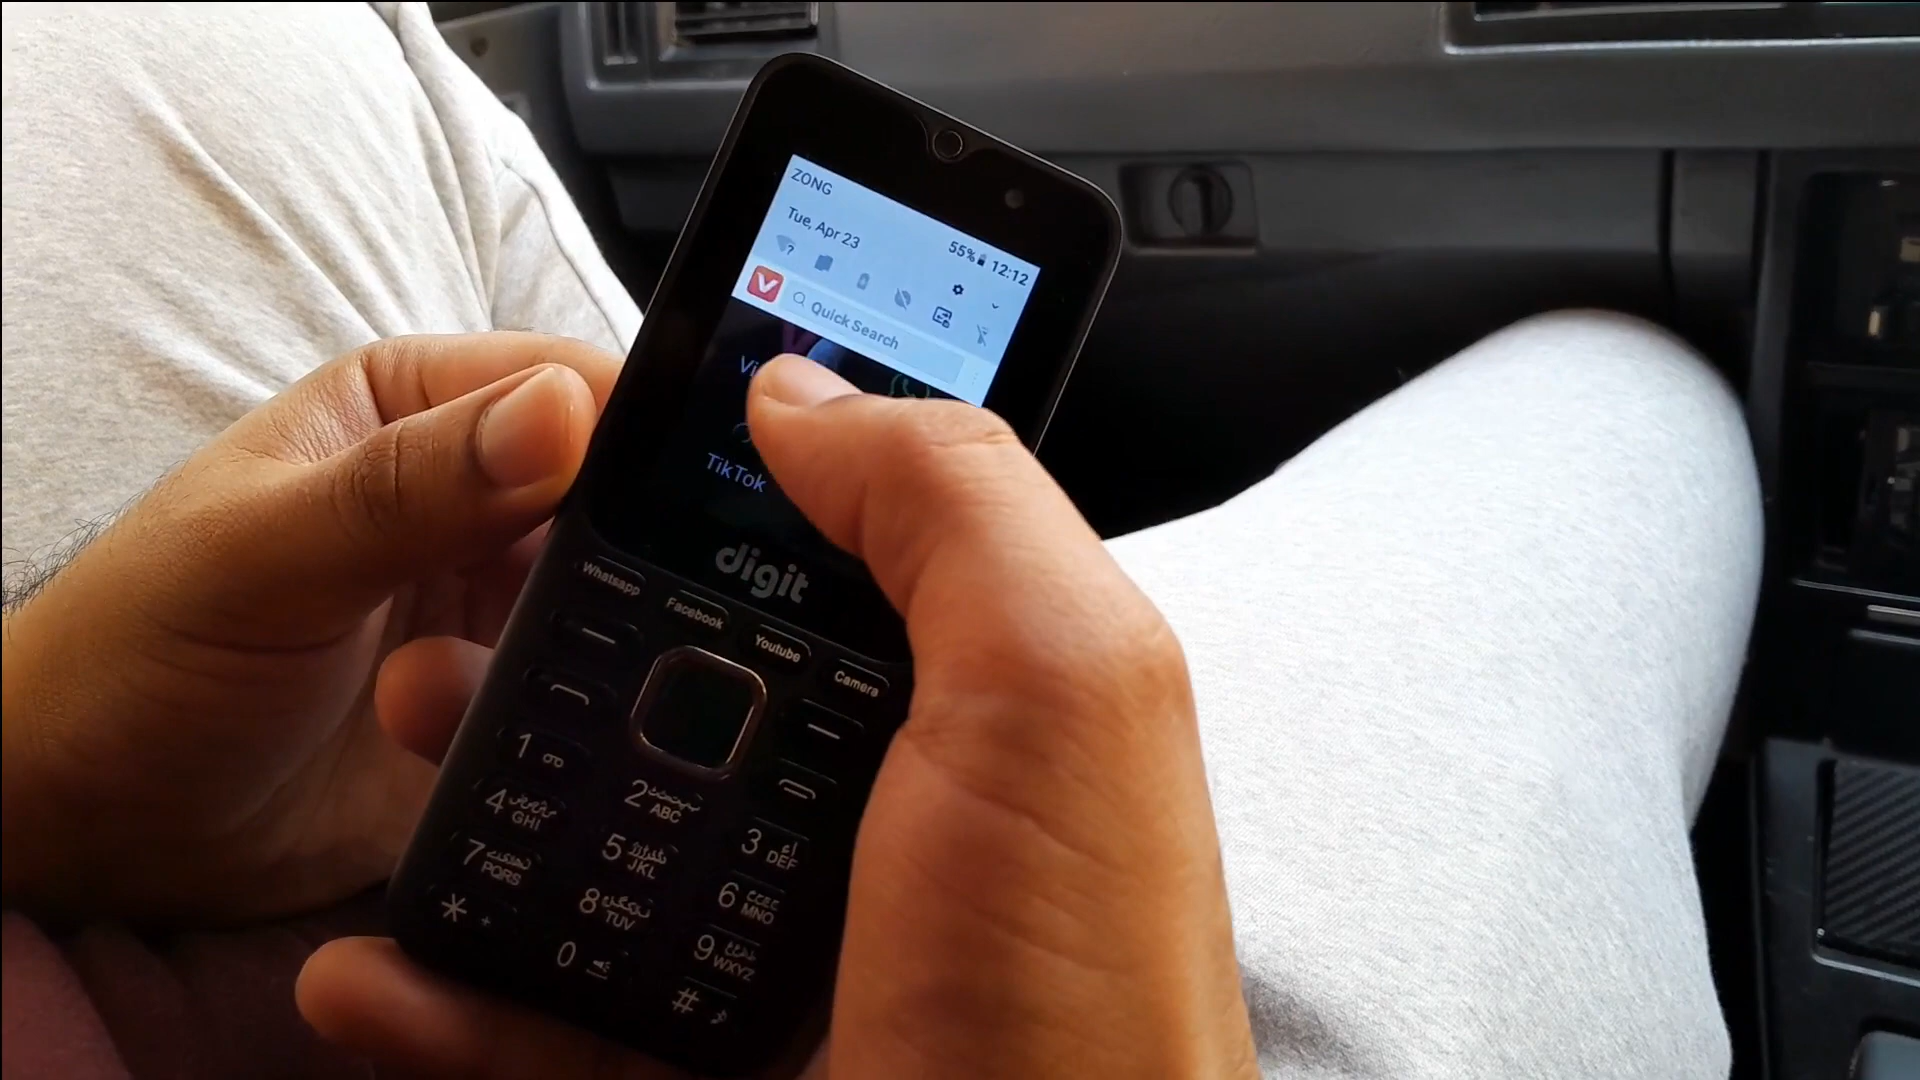 ZONG
55% 12:12
Tue, Apr 23
?
Quick Search
TikTok
digit
Whatsapp
Facebook
Youtube
Camera
1
2 ABC
3 DEF
4 GHI
5 JKL
6 MNO
7 PQRS
8 TUV
9 WXYZ
* +
0
#